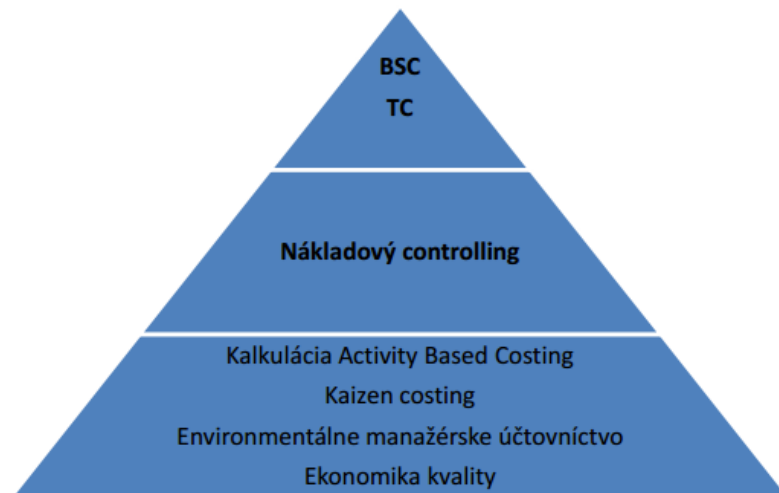 BSC
TC
Nákladový controlling
Kalkulácia Activity Based Costing
Kaizen costing
Environmentálne manažérske účtovníctvo
Ekonomika kvality